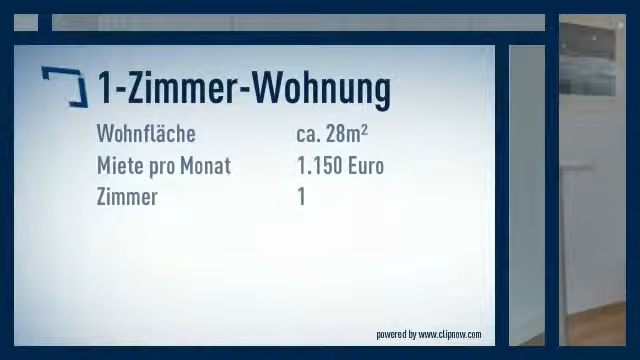 1-Zimmer-Wohnung
Wohnfläche ca. 28m²
Miete pro Monat 1.150 Euro
Zimmer 1
powered by www.clipnow.com